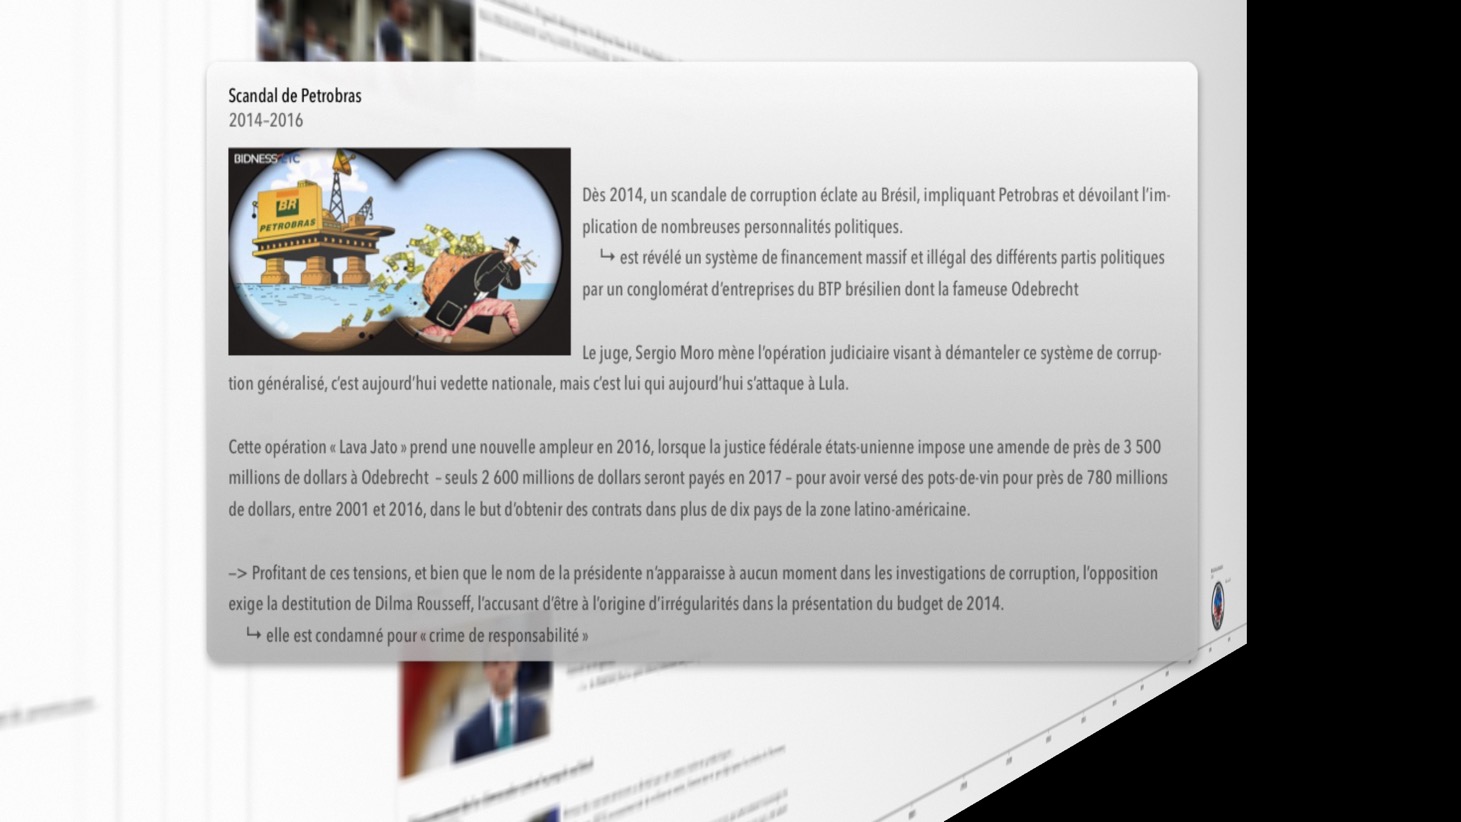 Scandal de Petrobras
2014–2016
BIDNESS ETC
BR
PETROBRAS
Dès 2014, un scandale de corruption éclate au Brésil, impliquant Petrobras et dévoilant l’im-
plication de nombreuses personnalités politiques.
↳ est révélé un système de financement massif et illégal des différents partis politiques
par un conglomérat d’entreprises du BTP brésilien dont la fameuse Odebrecht
Le juge, Sergio Moro mène l’opération judiciaire visant à démanteler ce système de corrup-
tion généralisé, c’est aujourd’hui vedette nationale, mais c’est lui qui aujourd’hui s’attaque à Lula.
Cette opération « Lava Jato » prend une nouvelle ampleur en 2016, lorsque la justice fédérale états-unienne impose une amende de près de 3 500
millions de dollars à Odebrecht – seuls 2 600 millions de dollars seront payés en 2017 – pour avoir versé des pots-de-vin pour près de 780 millions
de dollars, entre 2001 et 2016, dans le but d’obtenir des contrats dans plus de dix pays de la zone latino-américaine.
–> Profitant de ces tensions, et bien que le nom de la présidente n’apparaisse à aucun moment dans les investigations de corruption, l’opposition
exige la destitution de Dilma Rousseff, l’accusant d’être à l’origine d’irrégularités dans la présentation du budget de 2014.
↳ elle est condamné pour « crime de responsabilité »